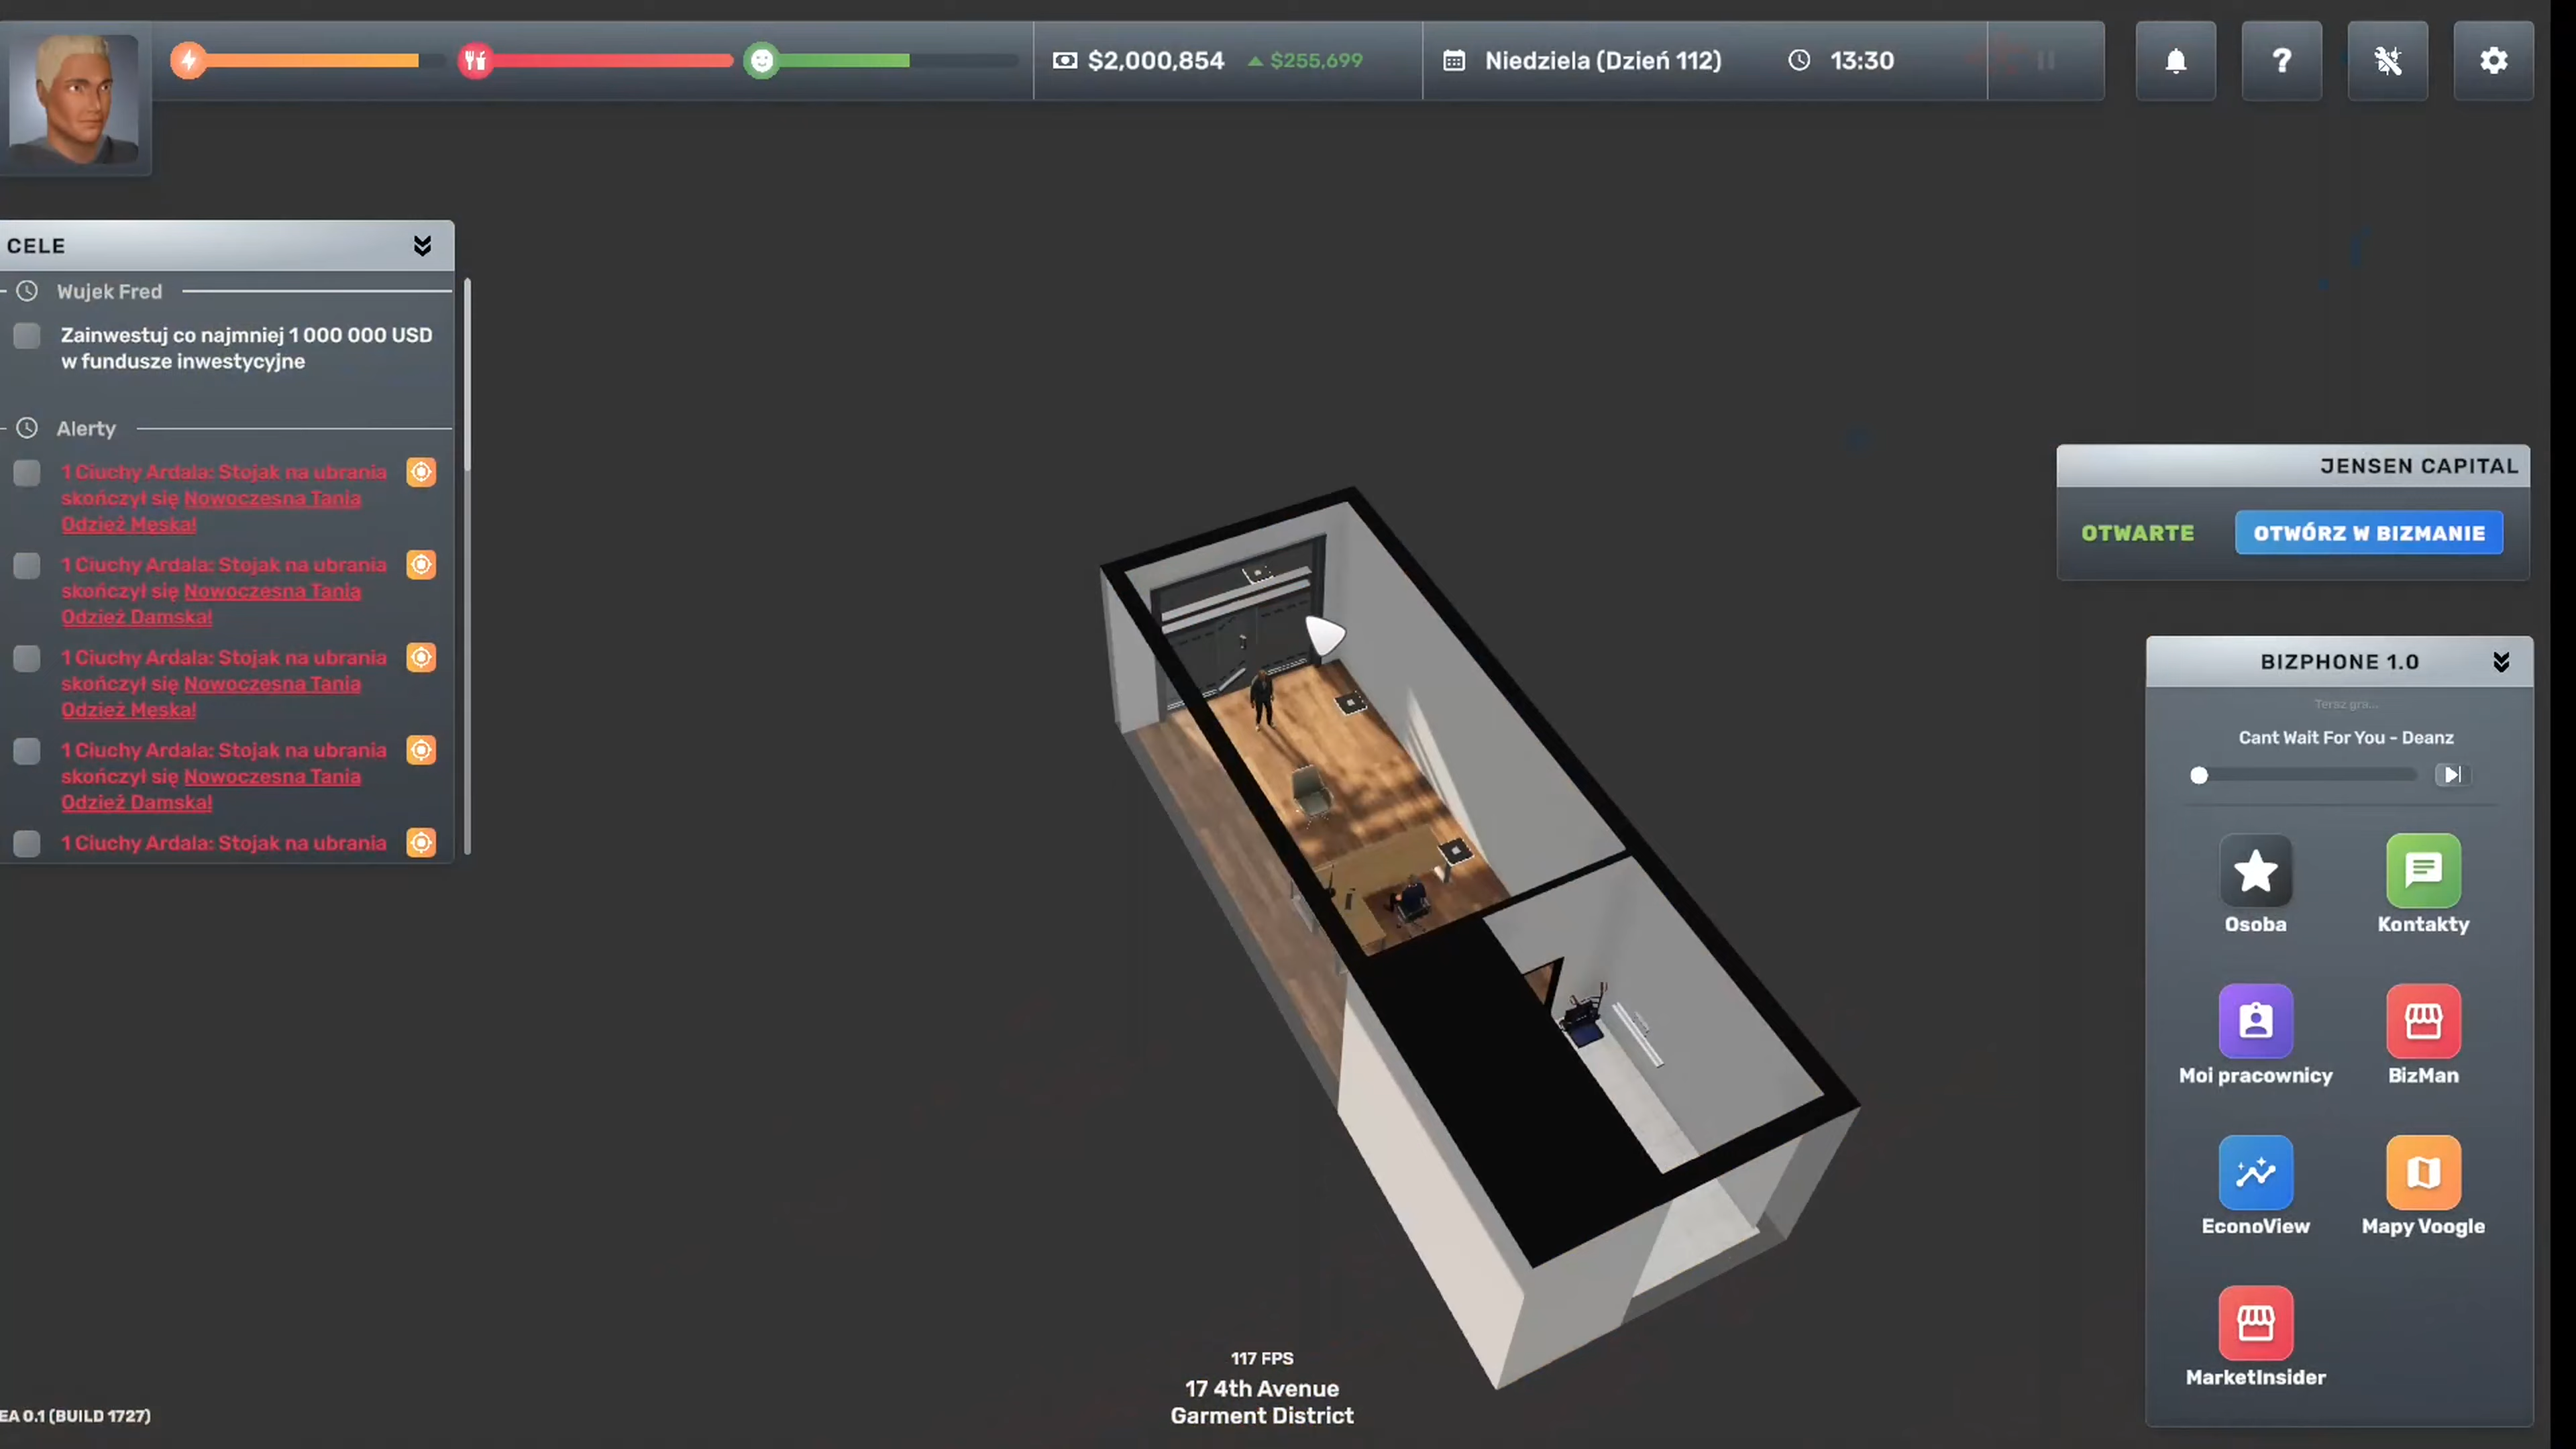 $2,000,854
$255,699
Niedziela (Dzień 112)
13:30
?
CELE
Wujek Fred
Zainwestuj co najmniej 1 000 000 USD
w fundusze inwestycyjne
Alerty
1 Ciuchy Ardala: Stojak na ubrania
skończył się Nowoczesna Tania
Odzież Męska!
1 Ciuchy Ardala: Stojak na ubrania
skończył się Nowoczesna Tania
Odzież Damska!
1 Ciuchy Ardala: Stojak na ubrania
skończył się Nowoczesna Tania
Odzież Męska!
1 Ciuchy Ardala: Stojak na ubrania
skończył się Nowoczesna Tania
Odzież Damska!
1 Ciuchy Ardala: Stojak na ubrania
JENSEN CAPITAL
OTWARTE
OTWÓRZ W BIZMANIE
BIZPHONE 1.0
Teraz gra...
Cant Wait For You - Deanz
Osoba
Kontakty
Moi pracownicy
BizMan
EconoView
Mapy Voogle
MarketInsider
117 FPS
17 4th Avenue
Garment District
EA 0.1 (BUILD 1727)